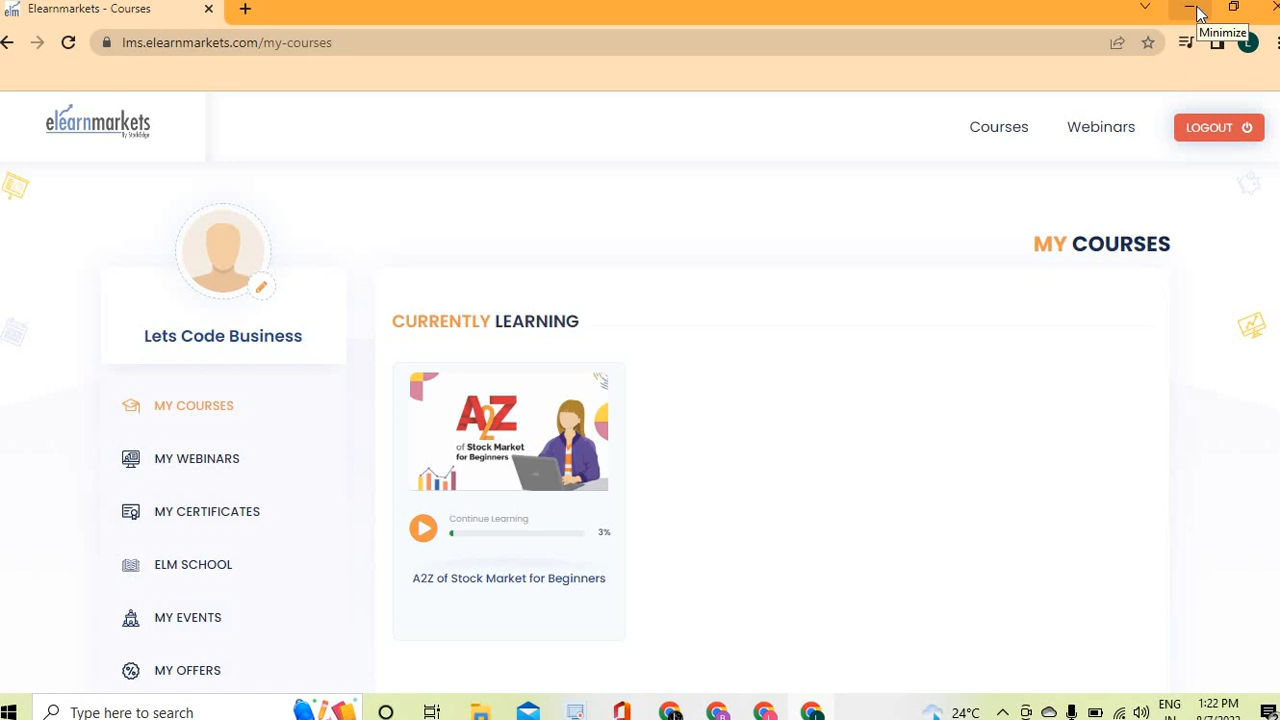 Elearnmarkets - Courses
Minimize
lms.elearnmarkets.com/my-courses
L
elearnmarkets
By StockEdge
Courses
Webinars
LOGOUT
MY COURSES
Lets Code Business
CURRENTLY LEARNING
MY COURSES
MY WEBINARS
MY CERTIFICATES
ELM SCHOOL
MY EVENTS
MY OFFERS
A2Z
of Stock Market
for Beginners
Continue Learning
3%
A2Z of Stock Market for Beginners
Type here to search
24°C
ENG
IN
1:22 PM